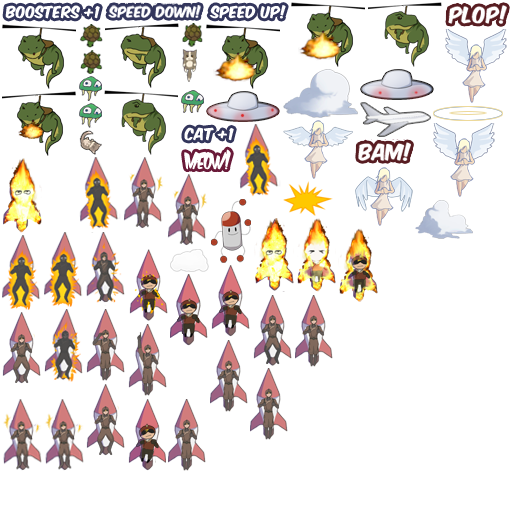 BOOSTERS +1
SPEED DOWN!
SPEED UP!
PLOP!
CAT +1
MEOW!
BAM!